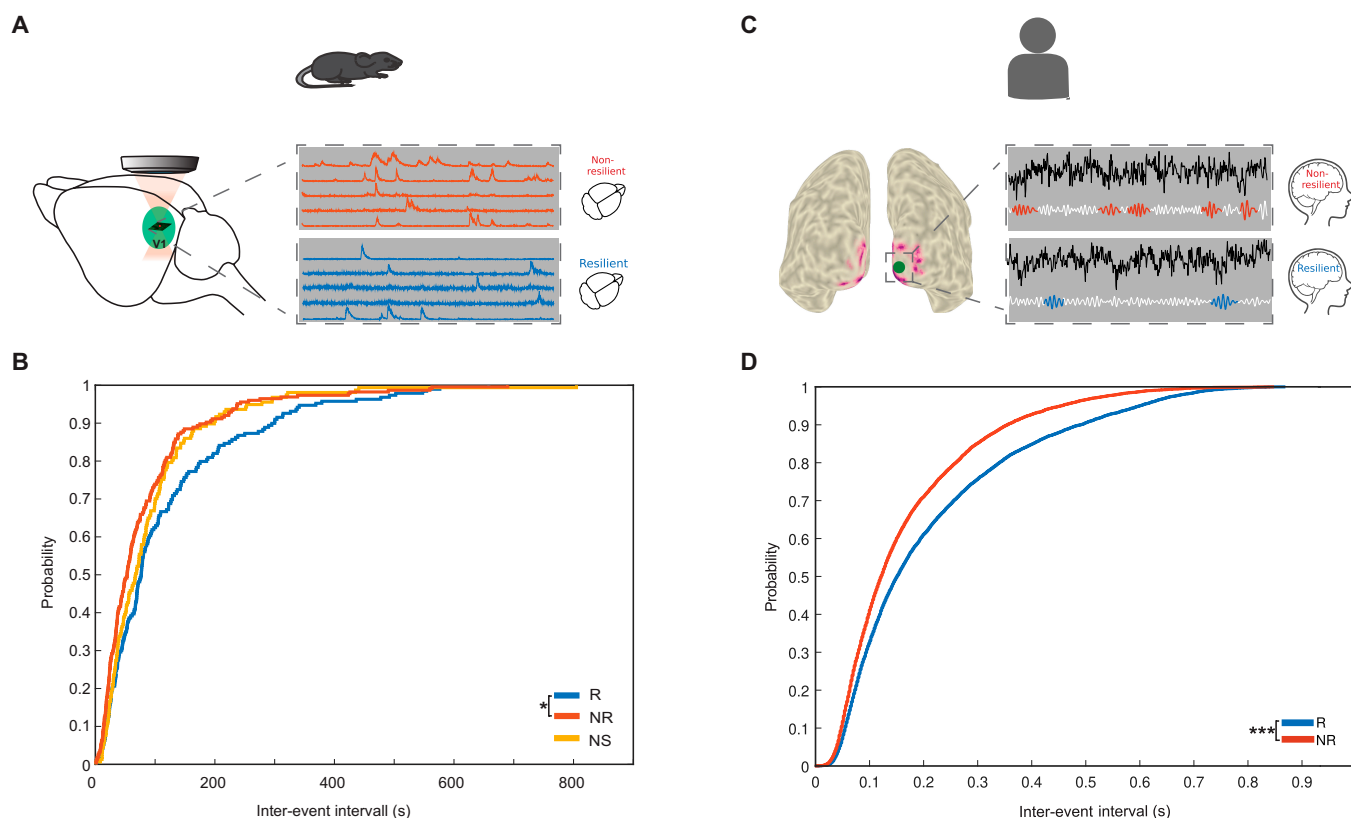 A
C
Non-
resilient
V1
Resilient
Non-
resilient
Resilient
B
1
0.9
0.8
0.7
0.6
0.5
0.4
0.3
0.2
0.1
0
Probability
0
200
400
600
800
Inter-event intervall (s)
*
R
NR
NS
D
1
0.9
0.8
0.7
0.6
0.5
0.4
0.3
0.2
0.1
0
Probability
0
0.1
0.2
0.3
0.4
0.5
0.6
0.7
0.8
0.9
1
Inter-event interval (s)
***
R
NR